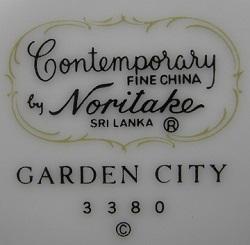 Contemporary
FINE CHINA
by Noritake
SRI LANKA ®
GARDEN CITY
3380
©